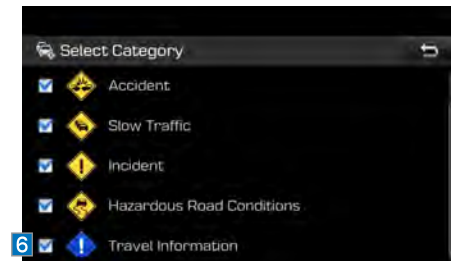 Select Category
Accident
Slow Traffic
Incident
Hazardous Road Conditions
6 Travel Information